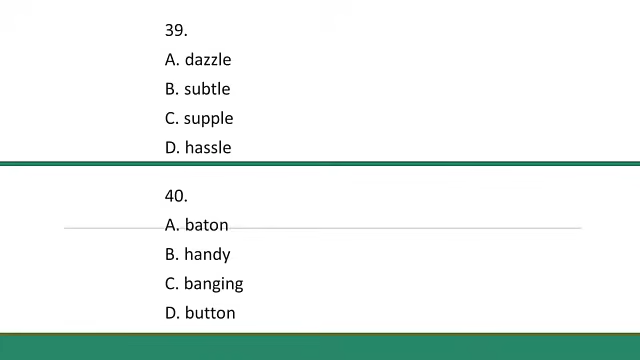 39.
A. dazzle
B. subtle
C. supple
D. hassle
40.
A. baton
B. handy
C. banging
D. button